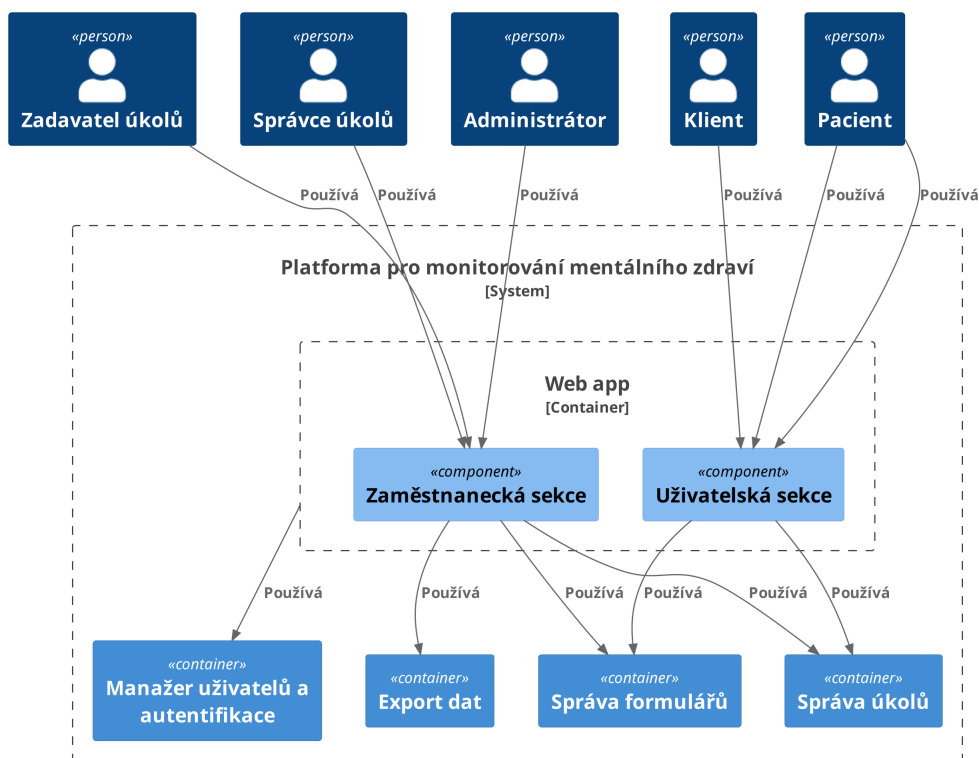 «person»
Zadavatel úkolů
«person»
Správce úkolů
«person»
Administrátor
«person»
Klient
«person»
Pacient
Používá
Používá
Používá
Používá
Používá
Používá
Platforma pro monitorování mentálního zdraví
[System]
Web app
[Container]
«component»
Zaměstnanecká sekce
«component»
Uživatelská sekce
Používá
Používá
Používá
Používá
Používá
Používá
«container»
Manažer uživatelů a
autentifikace
«container»
Export dat
«container»
Správa formulářů
«container»
Správa úkolů